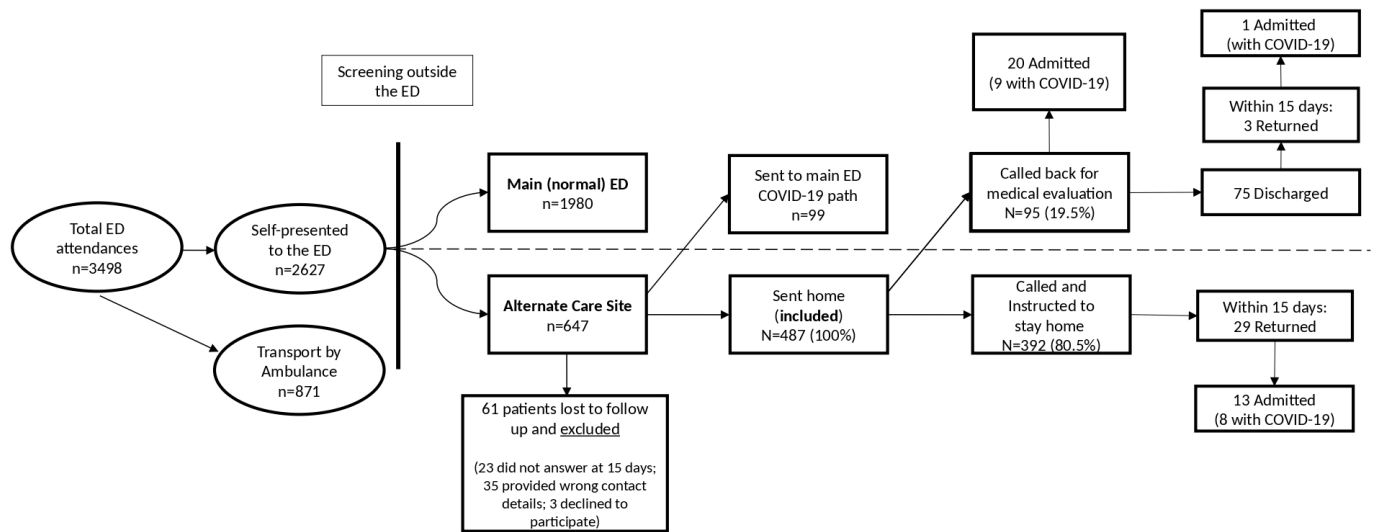 Screening outside
the ED
Total ED
attendances
n=3498
Self-presented
to the ED
n=2627
Transport by
Ambulance
n=871
Main (normal) ED
n=1980
Alternate Care Site
n=647
61 patients lost to follow
up and excluded
(23 did not answer at 15 days;
35 provided wrong contact
details; 3 declined to
participate)
Sent to main ED
COVID-19 path
n=99
Sent home
(included)
N=487 (100%)
20 Admitted
(9 with COVID-19)
Called back for
medical evaluation
N=95 (19.5%)
Called and
Instructed to
stay home
N=392 (80.5%)
1 Admitted
(with COVID-19)
Within 15 days:
3 Returned
75 Discharged
Within 15 days:
29 Returned
13 Admitted
(8 with COVID-19)